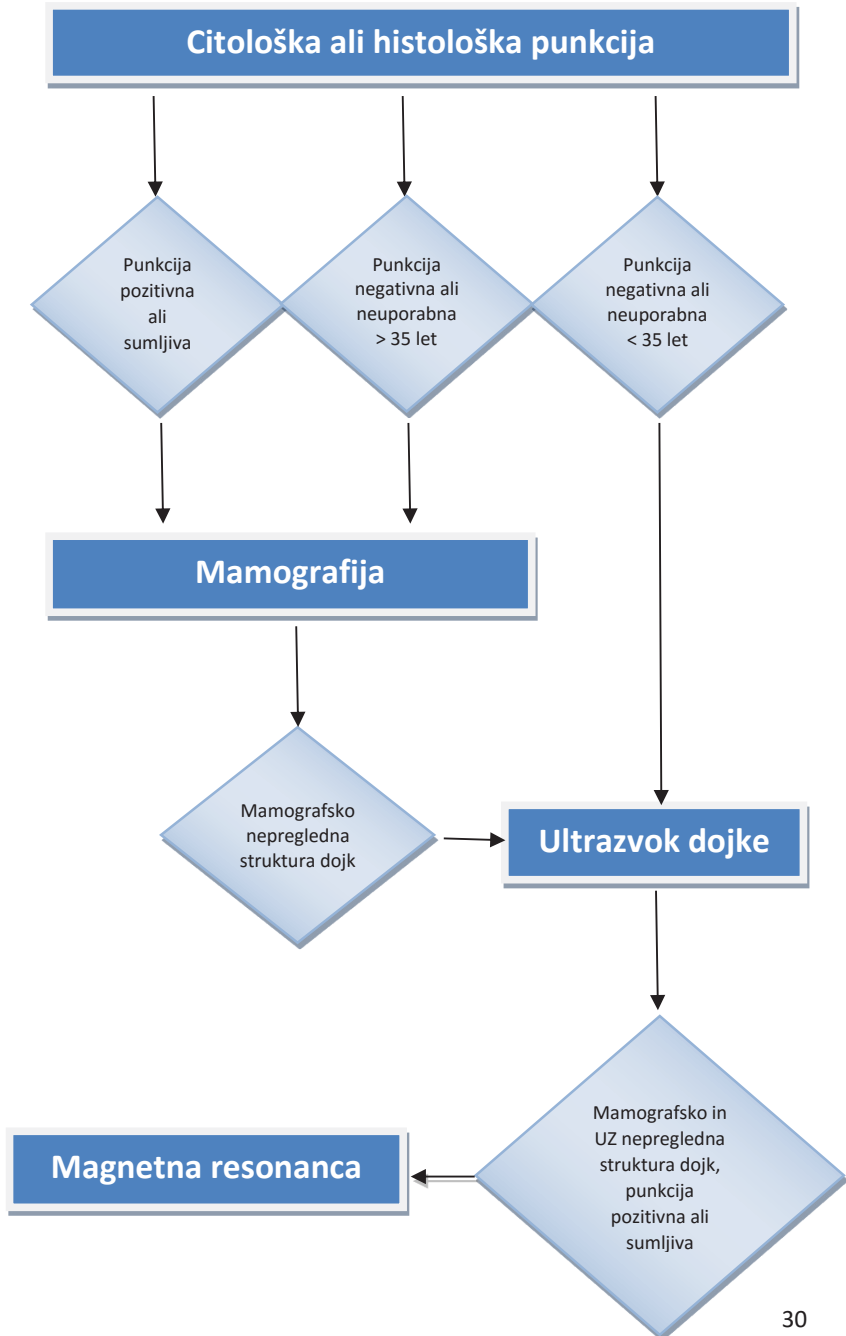 Citološka ali histološka punkcija
Punkcija
pozitivna
ali
sumljiva
Punkcija
negativna ali
neuporabna
> 35 let
Punkcija
negativna ali
neuporabna
< 35 let
Mamografija
Mamografsko
nepregledna
struktura dojk
Ultrazvok dojke
Mamografsko in
UZ nepregledna
struktura dojk,
punkcija
pozitivna ali
sumljiva
Magnetna resonanca
30